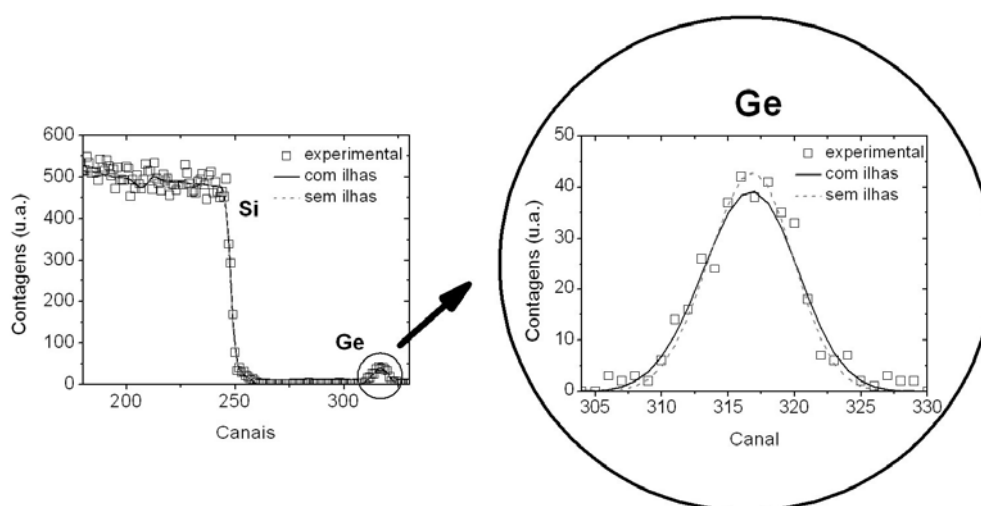 Contagens (u.a.)
600
500
400
300
200
100
0
200
250
300
Canais
experimental
com ilhas
sem ilhas
Si
Ge
Ge
Contagens (u.a.)
50
40
30
20
10
0
305
310
315
320
325
330
Canal
experimental
com ilhas
sem ilhas